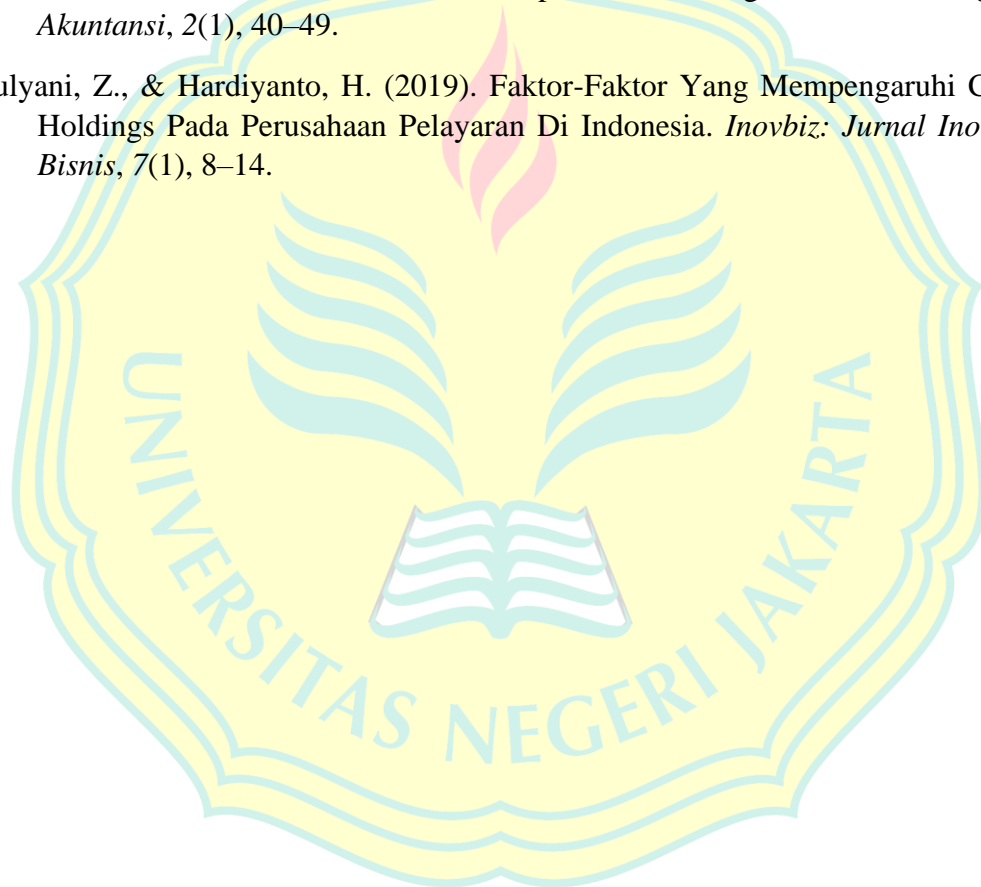 Akuntansi, 2(1), 40–49.
ulyani, Z., & Hardiyanto, H. (2019). Faktor-Faktor Yang Mempengaruhi C
Holdings Pada Perusahaan Pelayaran Di Indonesia. Inovbiz: Jurnal Ino
Bisnis, 7(1), 8–14.
UNIVERSITAS NEGERI JAKARTA